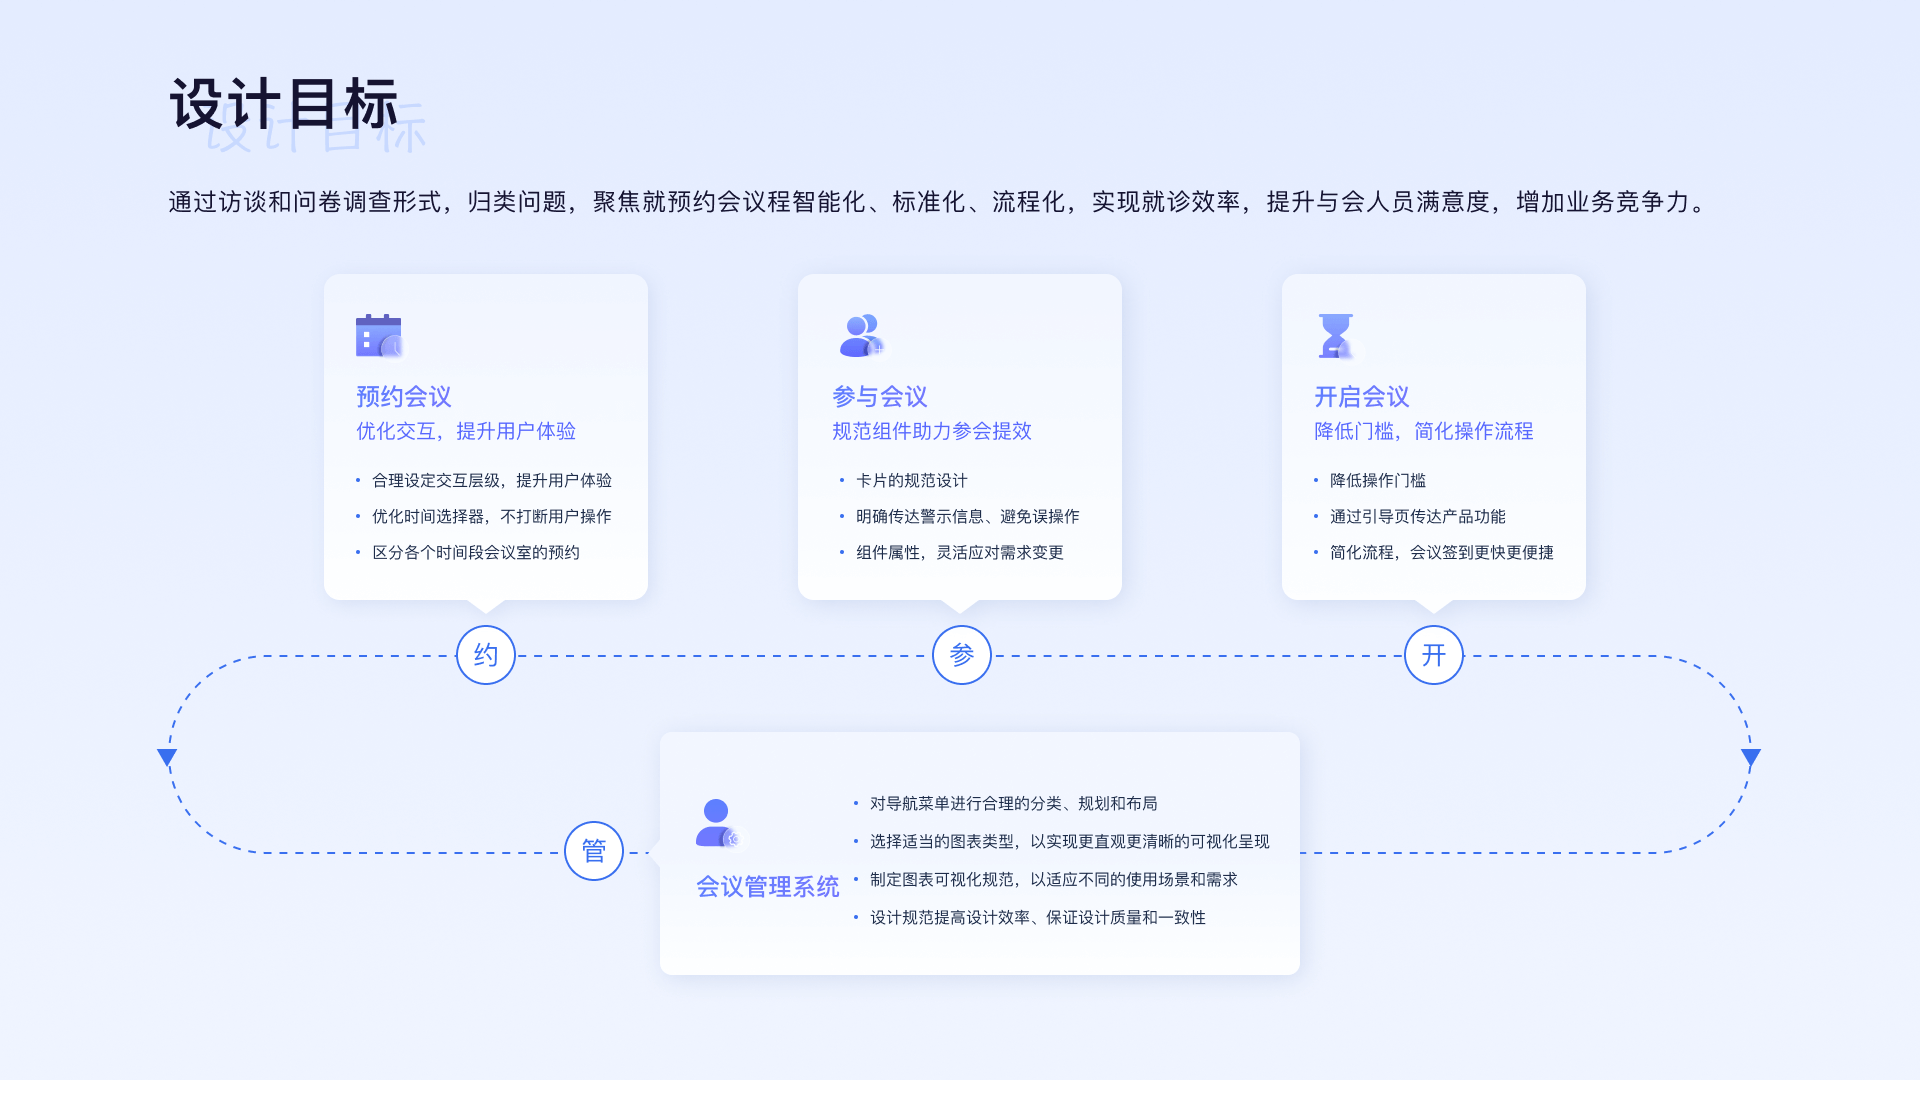 设计目标
设计目标
通过访谈和问卷调查形式，归类问题，聚焦就预约会议程智能化、标准化、流程化，实现就诊效率，提升与会人员满意度，增加业务竞争力。
预约会议
优化交互，提升用户体验
• 合理设定交互层级，提升用户体验
• 优化时间选择器，不打断用户操作
• 区分各个时间段会议室的预约
参与会议
规范组件助力参会提效
• 卡片的规范设计
• 明确传达警示信息、避免误操作
• 组件属性，灵活应对需求变更
开启会议
降低门槛，简化操作流程
• 降低操作门槛
• 通过引导页传达产品功能
• 简化流程，会议签到更快更便捷
约
参
开
管
会议管理系统
• 对导航菜单进行合理的分类、规划和布局
• 选择适当的图表类型，以实现更直观更清晰的可视化呈现
• 制定图表可视化规范，以适应不同的使用场景和需求
• 设计规范提高设计效率、保证设计质量和一致性